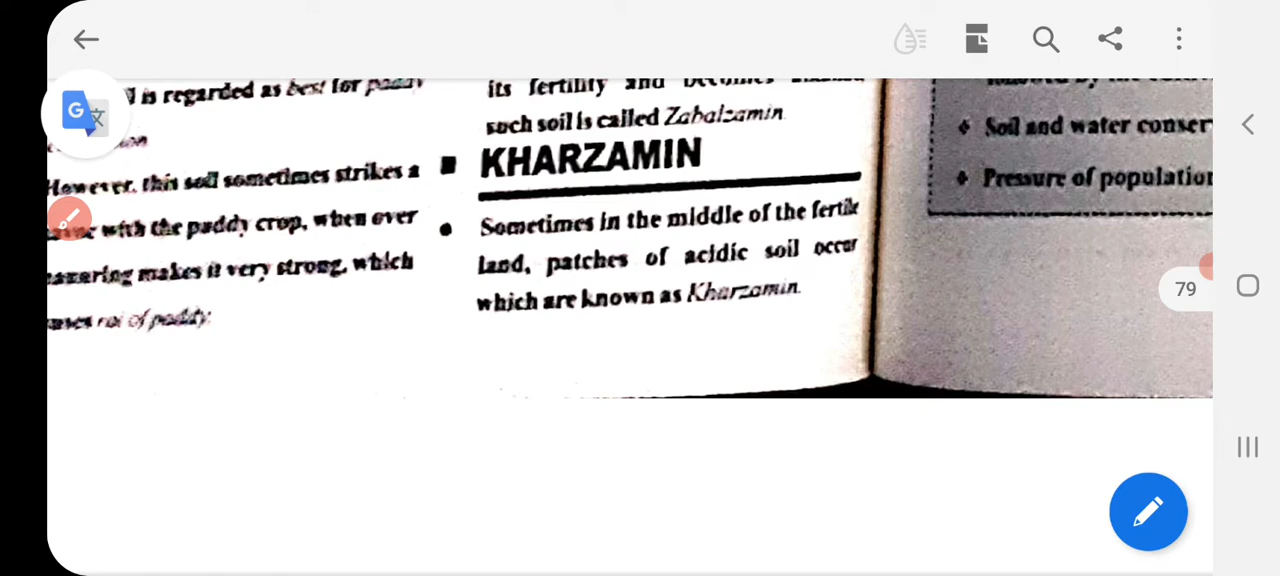 is regarded as best for paddy
However, this soil sometimes strikes a
with the paddy crop, when ever
makes it very strong, which
of paddy.
its fertility and becomes
such soil is called Zabalzamin
KHARZAMIN
Sometimes in the middle of the fertile
land, patches of acidic soil occur
which are known as Kharzamin.
Soil and water conser
Pressure of population
79
G